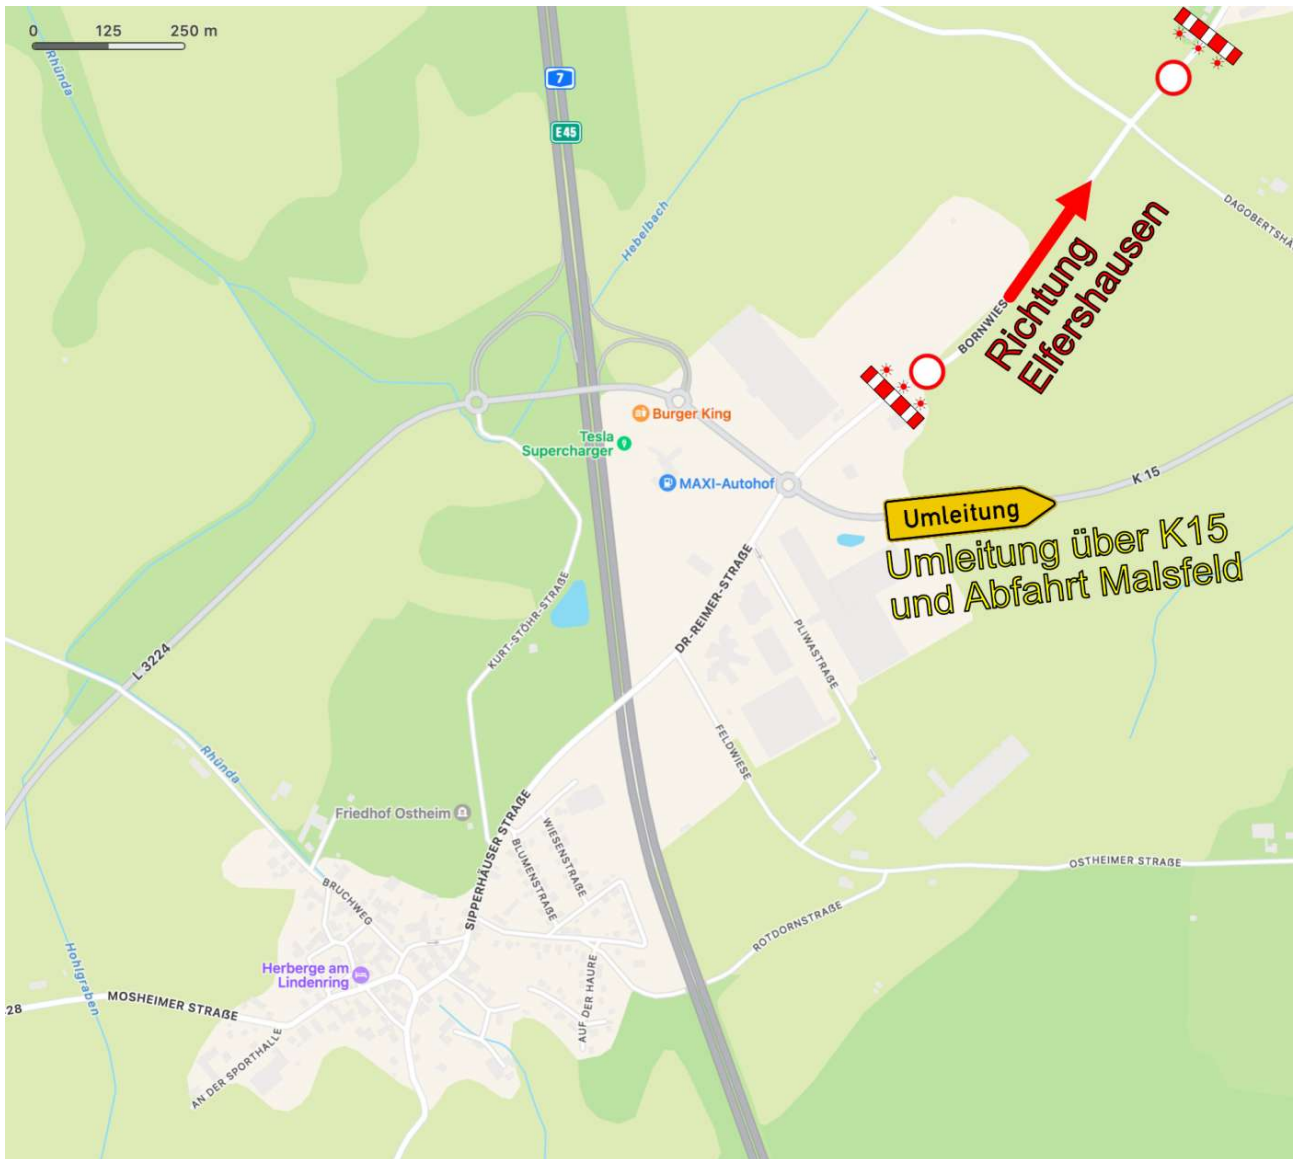 0 125 250 m
Rhünda
7
E45
Hebelbach
DAGOBERTSHÄ
Richtung
Elfershausen
BORNWIES
Burger King
Tesla
Supercharger
MAXI-Autohof
K 15
Umleitung
Umleitung über K15
und Abfahrt Malsfeld
DR-REIMER-STRAẞE
KURT-STÖHR-STRAẞE
PLIWASTRAẞE
L 3224
Rhünda
FELDWIESE
Friedhof Ostheim
SIPPERHÄUSER STRAẞE
WIESENSTRAẞE
BLUMENSTRAẞE
OSTHEIMER STRAẞE
BRUCHWEG
ROTDORNSTRAẞE
Hohlgraben
Herberge am
Lindenring
AUF DER HAURE
28
MOSHEIMER STRAẞE
AN DER SPORTHALLE